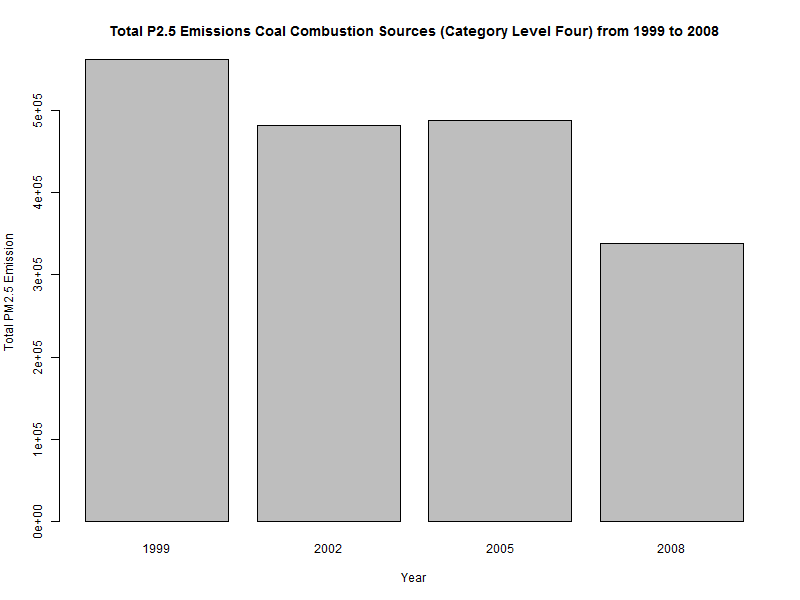 Total P2.5 Emissions Coal Combustion Sources (Category Level Four) from 1999 to 2008
Total PM2.5 Emission
5e+05
4e+05
3e+05
2e+05
1e+05
0e+00
1999 2002 2005 2008
Year